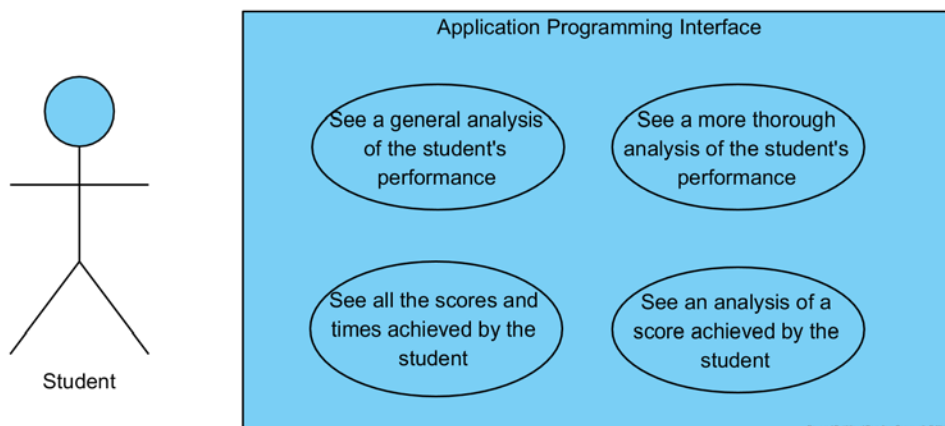 Application Programming Interface
See a general analysis
of the student's
performance
See a more thorough
analysis of the student's
performance
See all the scores and
times achieved by the
student
See an analysis of a
score achieved by the
student
Student